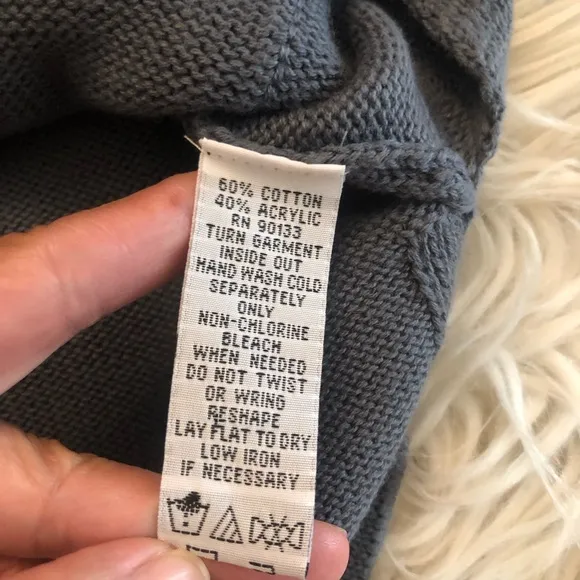 60% COTTON
40% ACRYLIC
RN 90133
TURN GARMENT
INSIDE OUT
HAND WASH COLD
SEPARATELY
ONLY
NON-CHLORINE
BLEACH
WHEN NEEDED
DO NOT TWIST
OR WRING
RESHAPE
LAY FLAT TO DRY
LOW IRON
IF NECESSARY